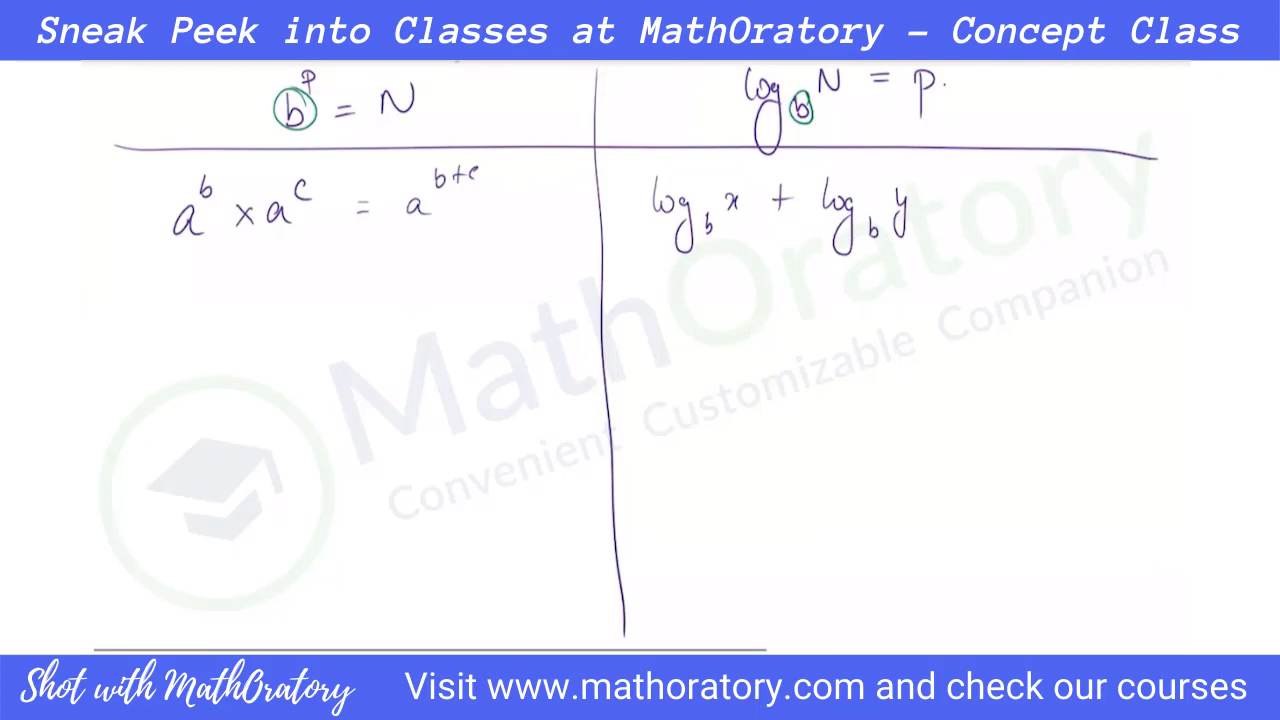 Sneak Peek into Classes at MathOratory – Concept Class
b^p = N
log_b N = p.
a^b × a^c = a^{b+c}
log_b x + log_b y
MathOratory
Convenient Customizable Companion
Shot with MathOratory
Visit www.mathoratory.com and check our courses